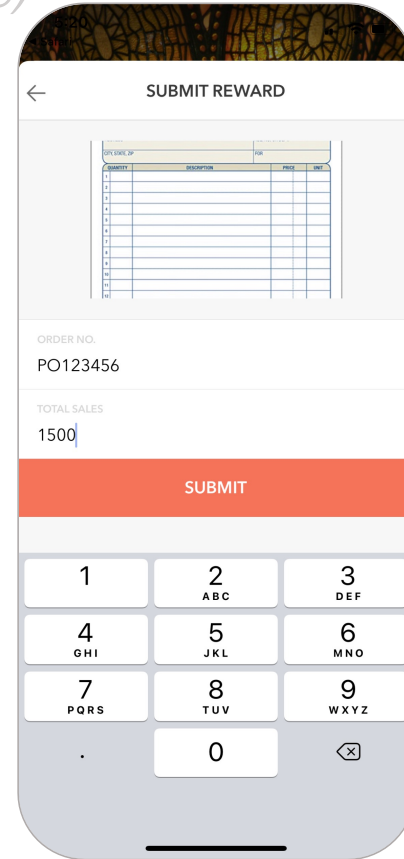 SUBMIT REWARD
CITY, STATE, ZIP FOR
QUANTITY DESCRIPTION PRICE UNIT
1
2
3
4
5
6
7
8
9
10
11
12
ORDER NO.
PO123456
TOTAL SALES
1500
SUBMIT
1 2 3
ABC DEF
4 5 6
GHI JKL MNO
7 8 9
PQRS TUV WXYZ
. 0